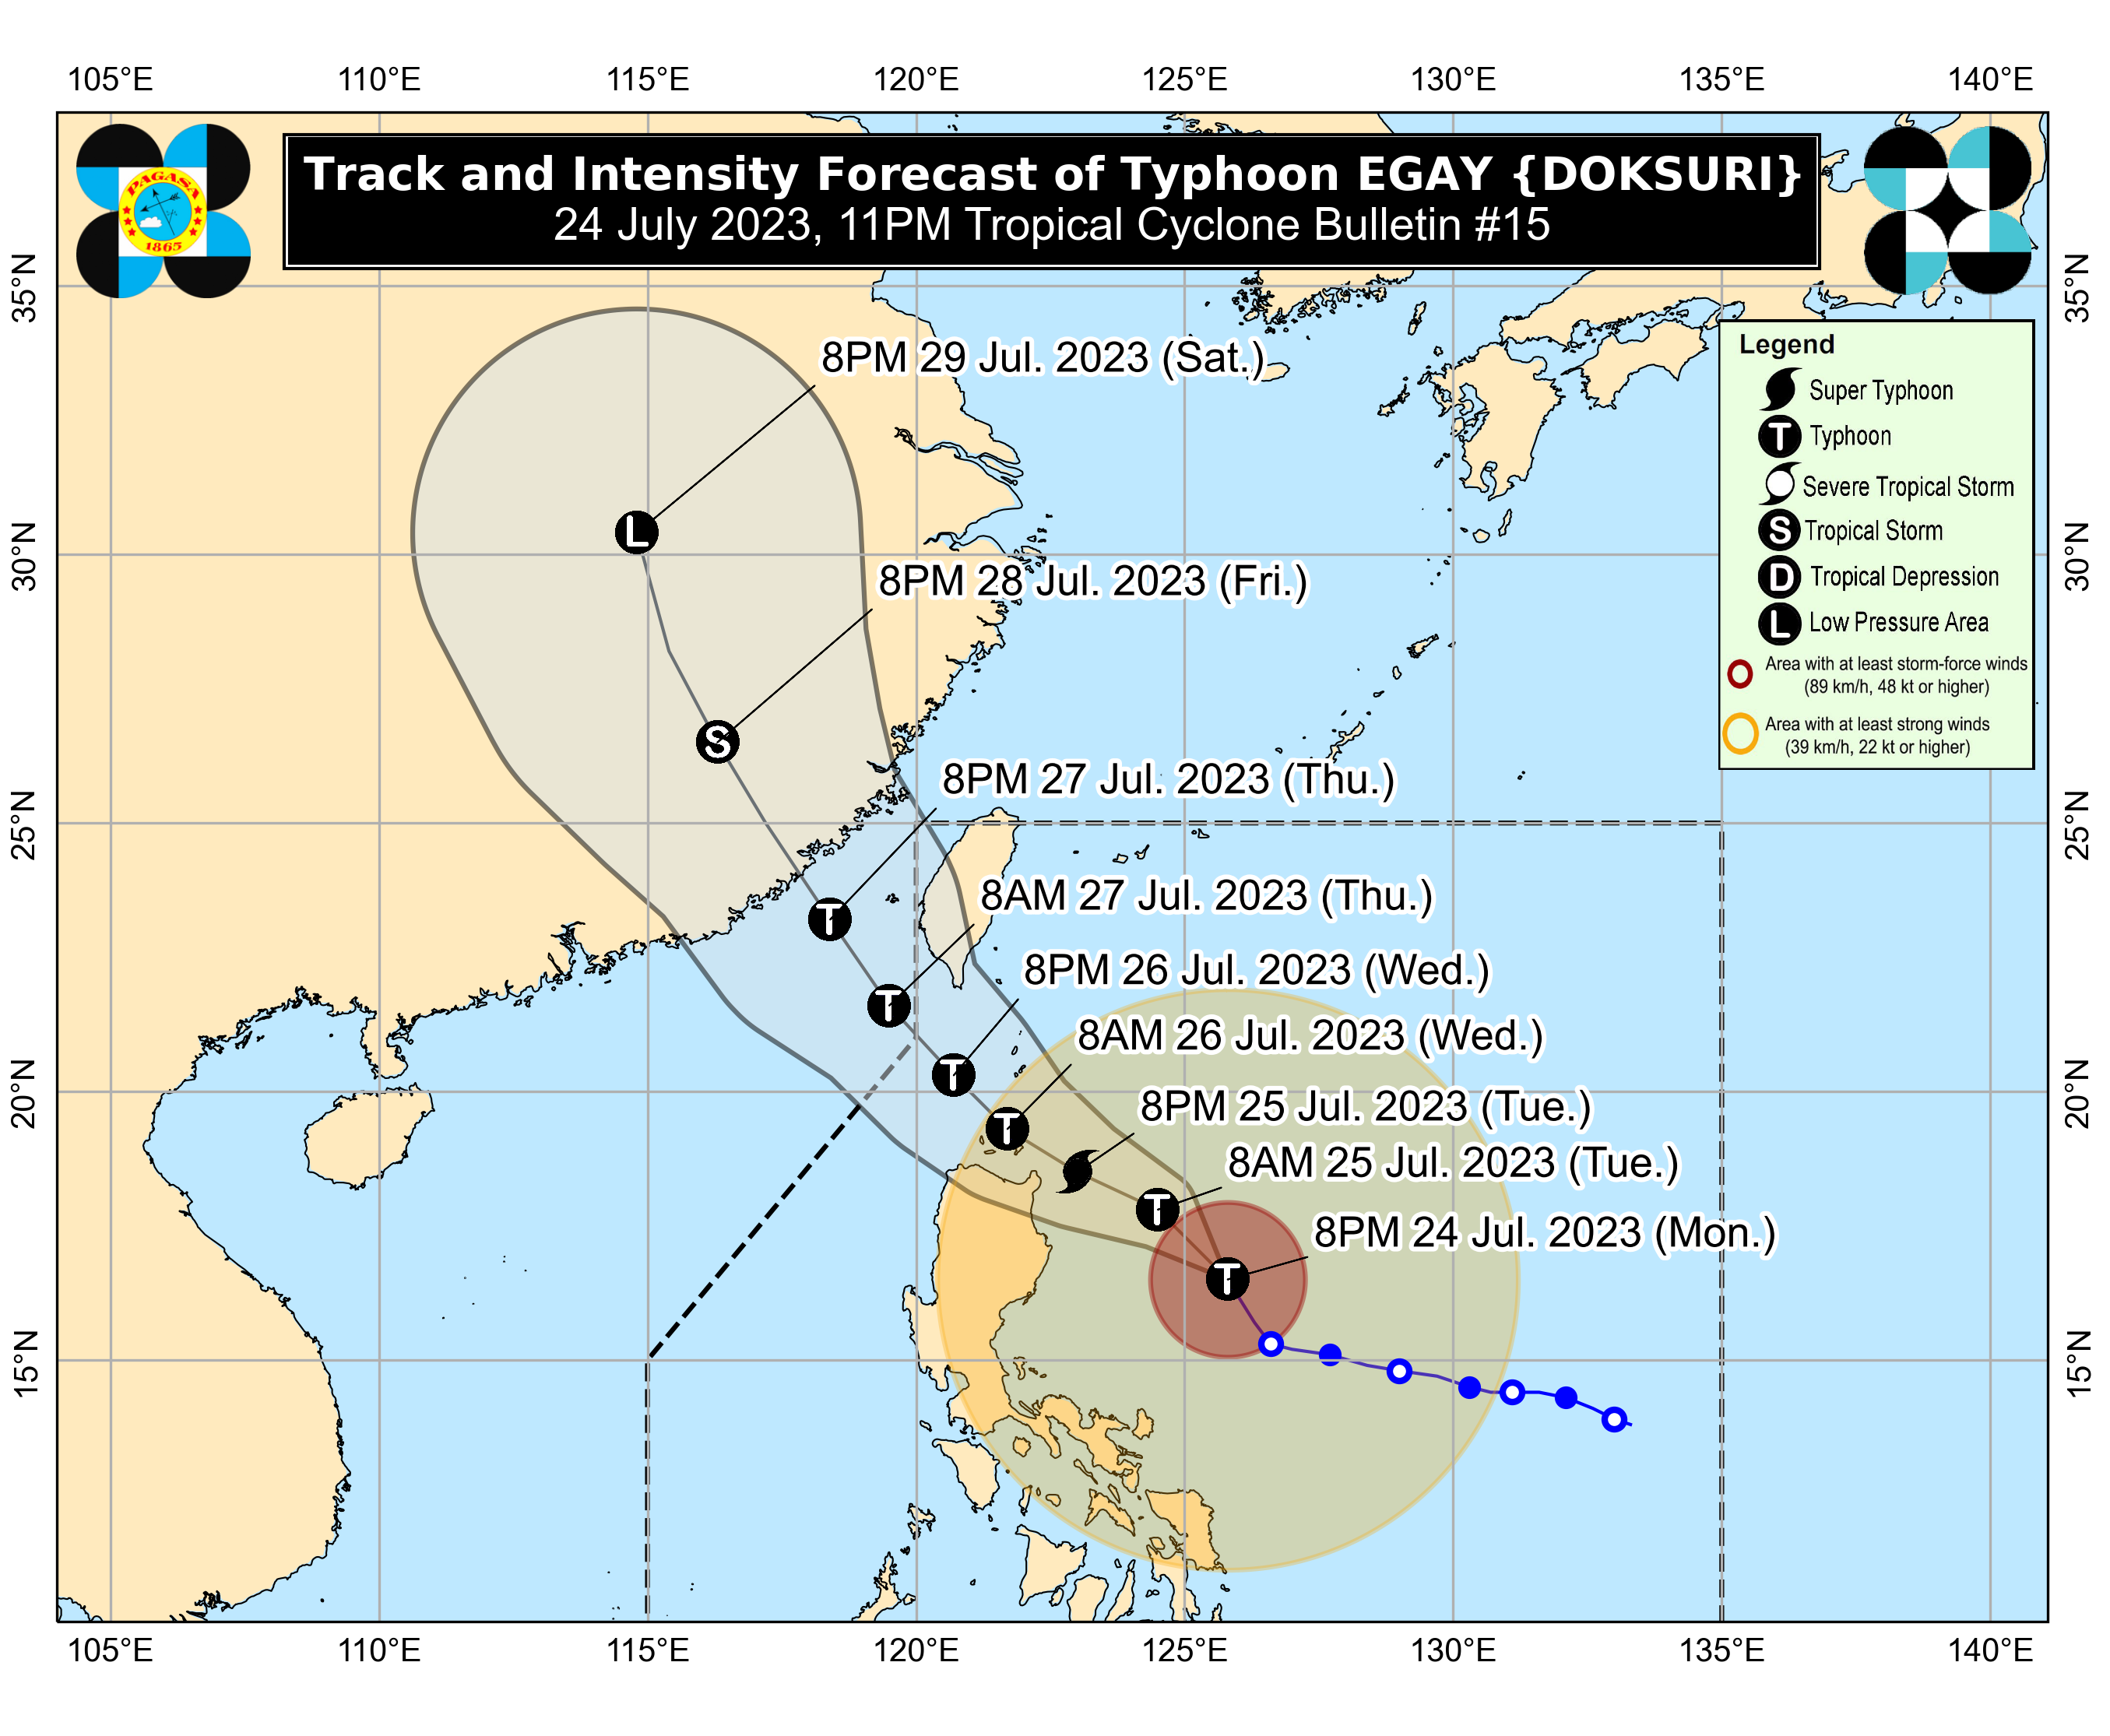 105°E 110°E 115°E 120°E 125°E 130°E 135°E 140°E
PAGASA
1865
Track and Intensity Forecast of Typhoon EGAY {DOKSURI}
24 July 2023, 11PM Tropical Cyclone Bulletin #15
35°N 35°N
Legend
Super Typhoon
T Typhoon
Severe Tropical Storm
S Tropical Storm
D Tropical Depression
L Low Pressure Area
Area with at least storm-force winds
(89 km/h, 48 kt or higher)
Area with at least strong winds
(39 km/h, 22 kt or higher)
8PM 29 Jul. 2023 (Sat.)
L
30°N 30°N
8PM 28 Jul. 2023 (Fri.)
S
8PM 27 Jul. 2023 (Thu.)
25°N 25°N
T
8AM 27 Jul. 2023 (Thu.)
T
8PM 26 Jul. 2023 (Wed.)
T
8AM 26 Jul. 2023 (Wed.)
20°N 20°N
T
8PM 25 Jul. 2023 (Tue.)
8AM 25 Jul. 2023 (Tue.)
T
8PM 24 Jul. 2023 (Mon.)
T
15°N 15°N
105°E 110°E 115°E 120°E 125°E 130°E 135°E 140°E